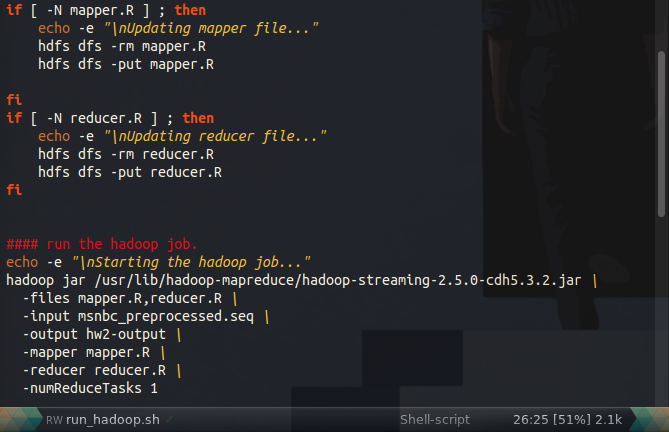 if [ -N mapper.R ] ; then
    echo -e "\nUpdating mapper file..."
    hdfs dfs -rm mapper.R
    hdfs dfs -put mapper.R

fi
if [ -N reducer.R ] ; then
    echo -e "\nUpdating reducer file..."
    hdfs dfs -rm reducer.R
    hdfs dfs -put reducer.R
fi


#### run the hadoop job.
echo -e "\nStarting the hadoop job..."
hadoop jar /usr/lib/hadoop-mapreduce/hadoop-streaming-2.5.0-cdh5.3.2.jar \
  -files mapper.R,reducer.R \
  -input msnbc_preprocessed.seq \
  -output hw2-output \
  -mapper mapper.R \
  -reducer reducer.R \
  -numReduceTasks 1
RW run_hadoop.sh ✓ Shell-script 26:25 [51%] 2.1k